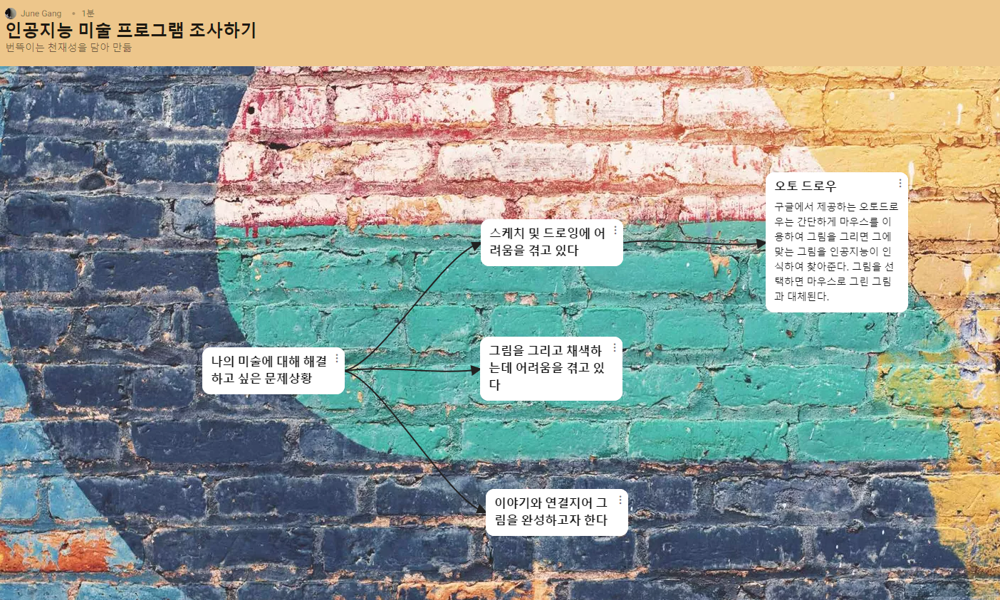 June Gang • 1분
인공지능 미술 프로그램 조사하기
번뜩이는 천재성을 담아 만듦
오토 드로우
구글에서 제공하는 오토드로
우는 간단하게 마우스를 이
용하여 그림을 그리면 그에
맞는 그림을 인공지능이 인
식하여 찾아준다. 그림을 선
택하면 마우스로 그린 그림
과 대체된다.
스케치 및 드로잉에 어
려움을 겪고 있다
그림을 그리고 채색하
는데 어려움을 겪고 있
다
나의 미술에 대해 해결
하고 싶은 문제상황
이야기와 연결지어 그
림을 완성하고자 한다